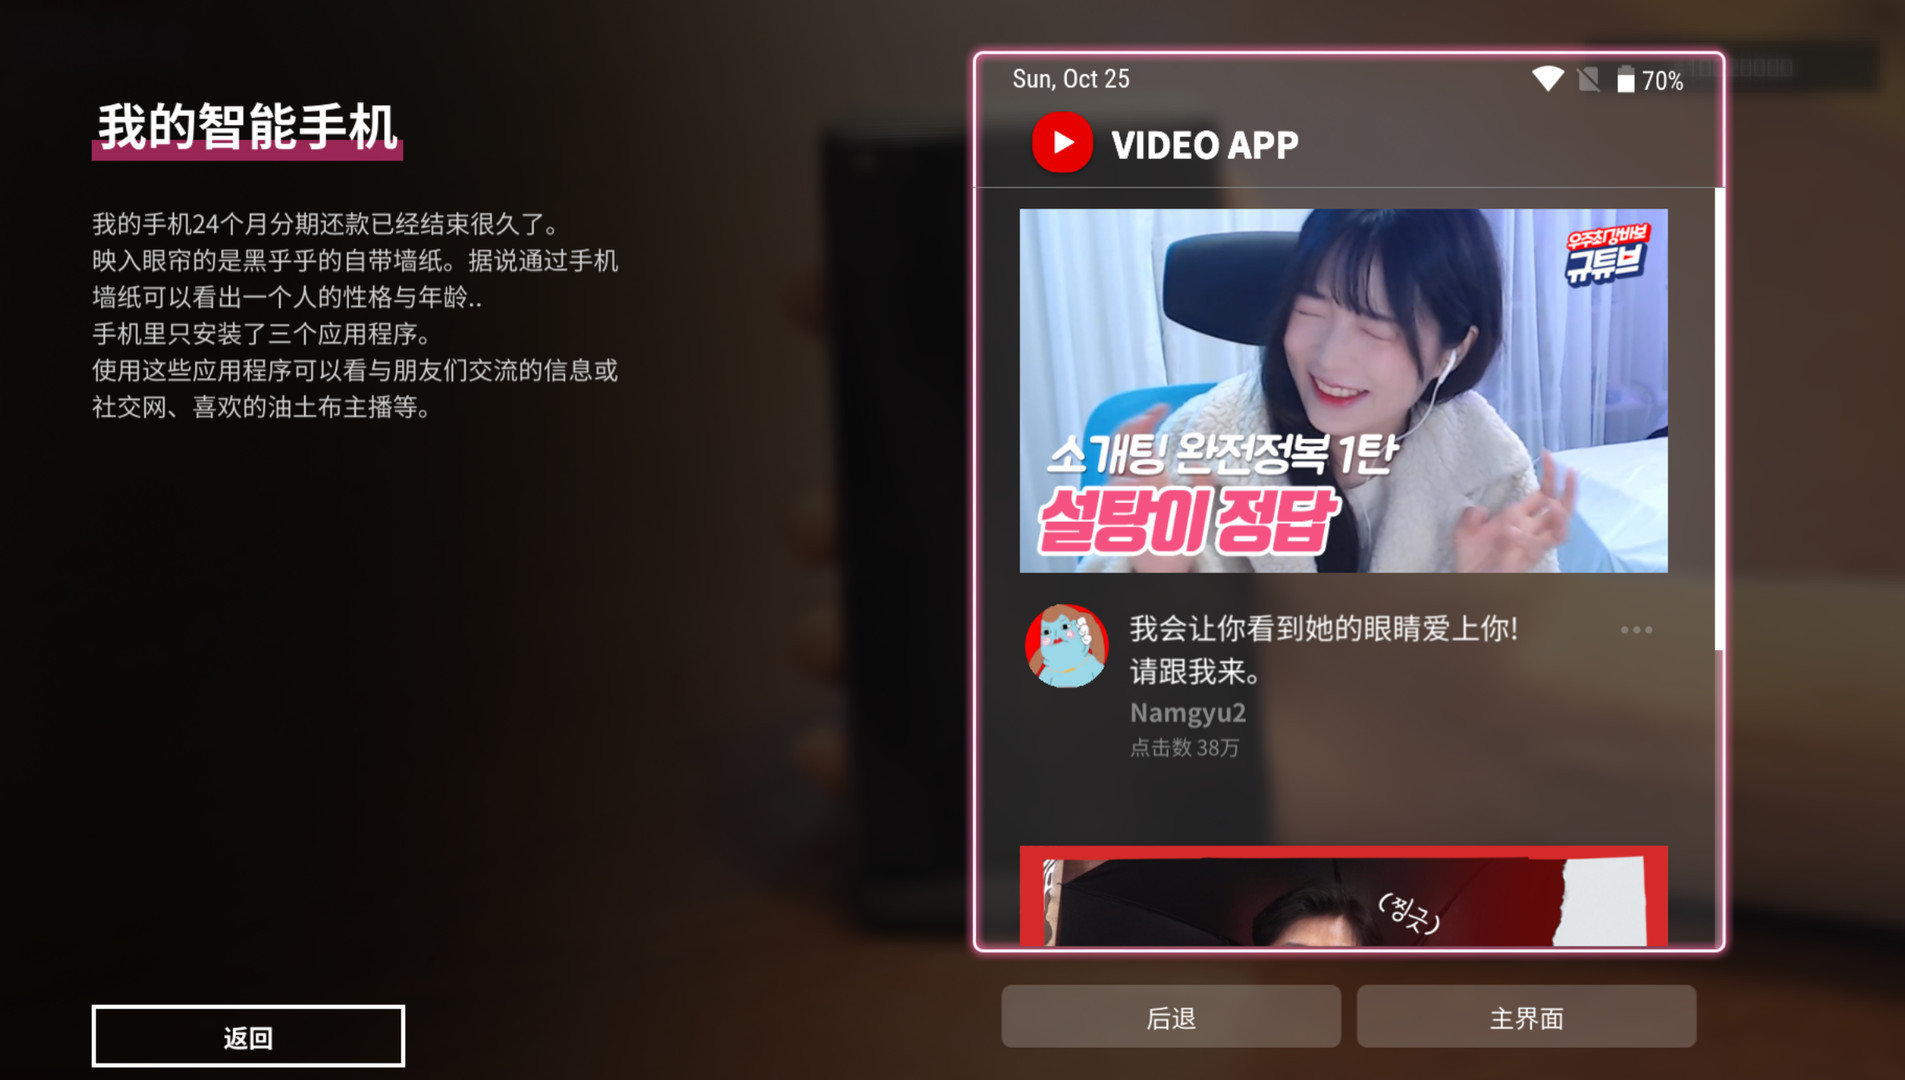 我的智能手机
我的手机24个月分期还款已经结束很久了。
映入眼帘的是黑乎乎的自带墙纸。据说通过手机
墙纸可以看出一个人的性格与年龄..
手机里只安装了三个应用程序。
使用这些应用程序可以看与朋友们交流的信息或
社交网、喜欢的油土布主播等。
返回
Sun, Oct 25
70%
VIDEO APP
우주최강바보
규튜브
소개팅 완전정복 1탄
설탕이 정답
我会让你看到她的眼睛爱上你!
请跟我来。
Namgyu2
点击数 38万
(찡긋)
后退
主界面